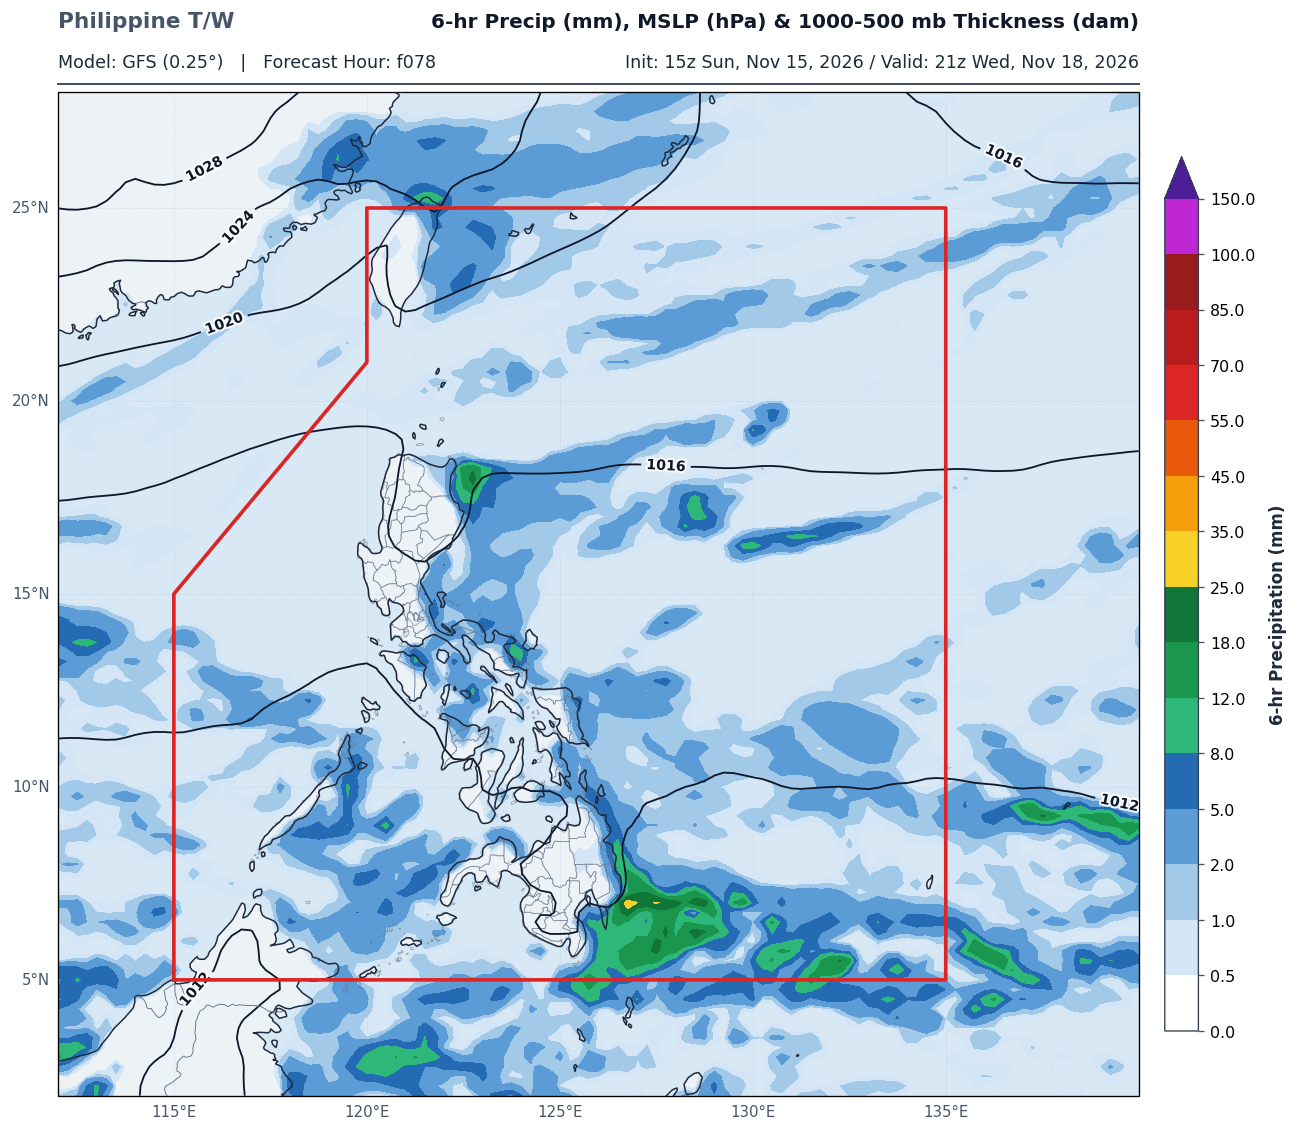 Philippine T/W
6-hr Precip (mm), MSLP (hPa) & 1000-500 mb Thickness (dam)
Model: GFS (0.25°) | Forecast Hour: f078
Init: 15z Sun, Nov 15, 2026 / Valid: 21z Wed, Nov 18, 2026
1028
1016
1024
1020
1016
1012
1012
25°N
20°N
15°N
10°N
5°N
115°E
120°E
125°E
130°E
135°E
150.0
100.0
85.0
70.0
55.0
45.0
35.0
25.0
18.0
12.0
8.0
5.0
2.0
1.0
0.5
0.0
6-hr Precipitation (mm)